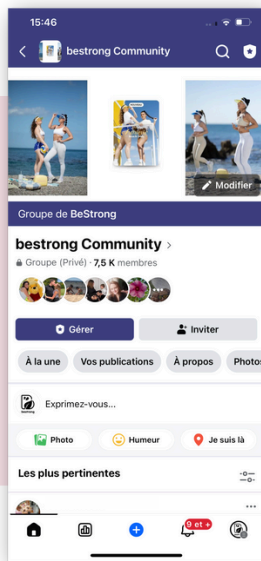 15:46
bestrong Community
Modifier
Groupe de BeStrong
bestrong Community
Groupe (Privé) · 7,5 K membres
Gérer
Inviter
À la une
Vos publications
À propos
Photos
Exprimez-vous...
Photo
Humeur
Je suis là
Les plus pertinentes
9 et +